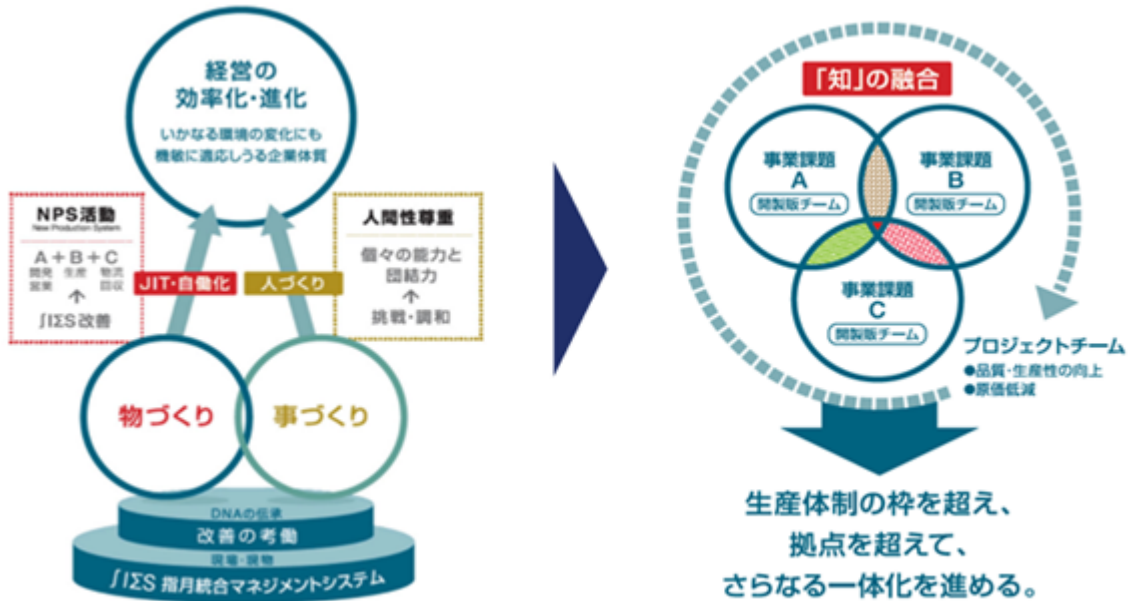 経営の
効率化・進化
いかなる環境の変化にも
機敏に適応しうる企業体質
NPS活動
New Production System
A+B+C
開発 生産 物流
営業 回収
↑
∫IΣS改善
JIT・自働化
人づくり
人間性尊重
個々の能力と
団結力
↑
挑戦・調和
物づくり
事づくり
DNAの伝承
改善の考働
現場・現物
∫IΣS 指月統合マネジメントシステム
「知」の融合
事業課題
A
開製販チーム
事業課題
B
開製販チーム
事業課題
C
開製販チーム
プロジェクトチーム
●品質・生産性の向上
●原価低減
生産体制の枠を超え、
拠点を超えて、
さらなる一体化を進める。